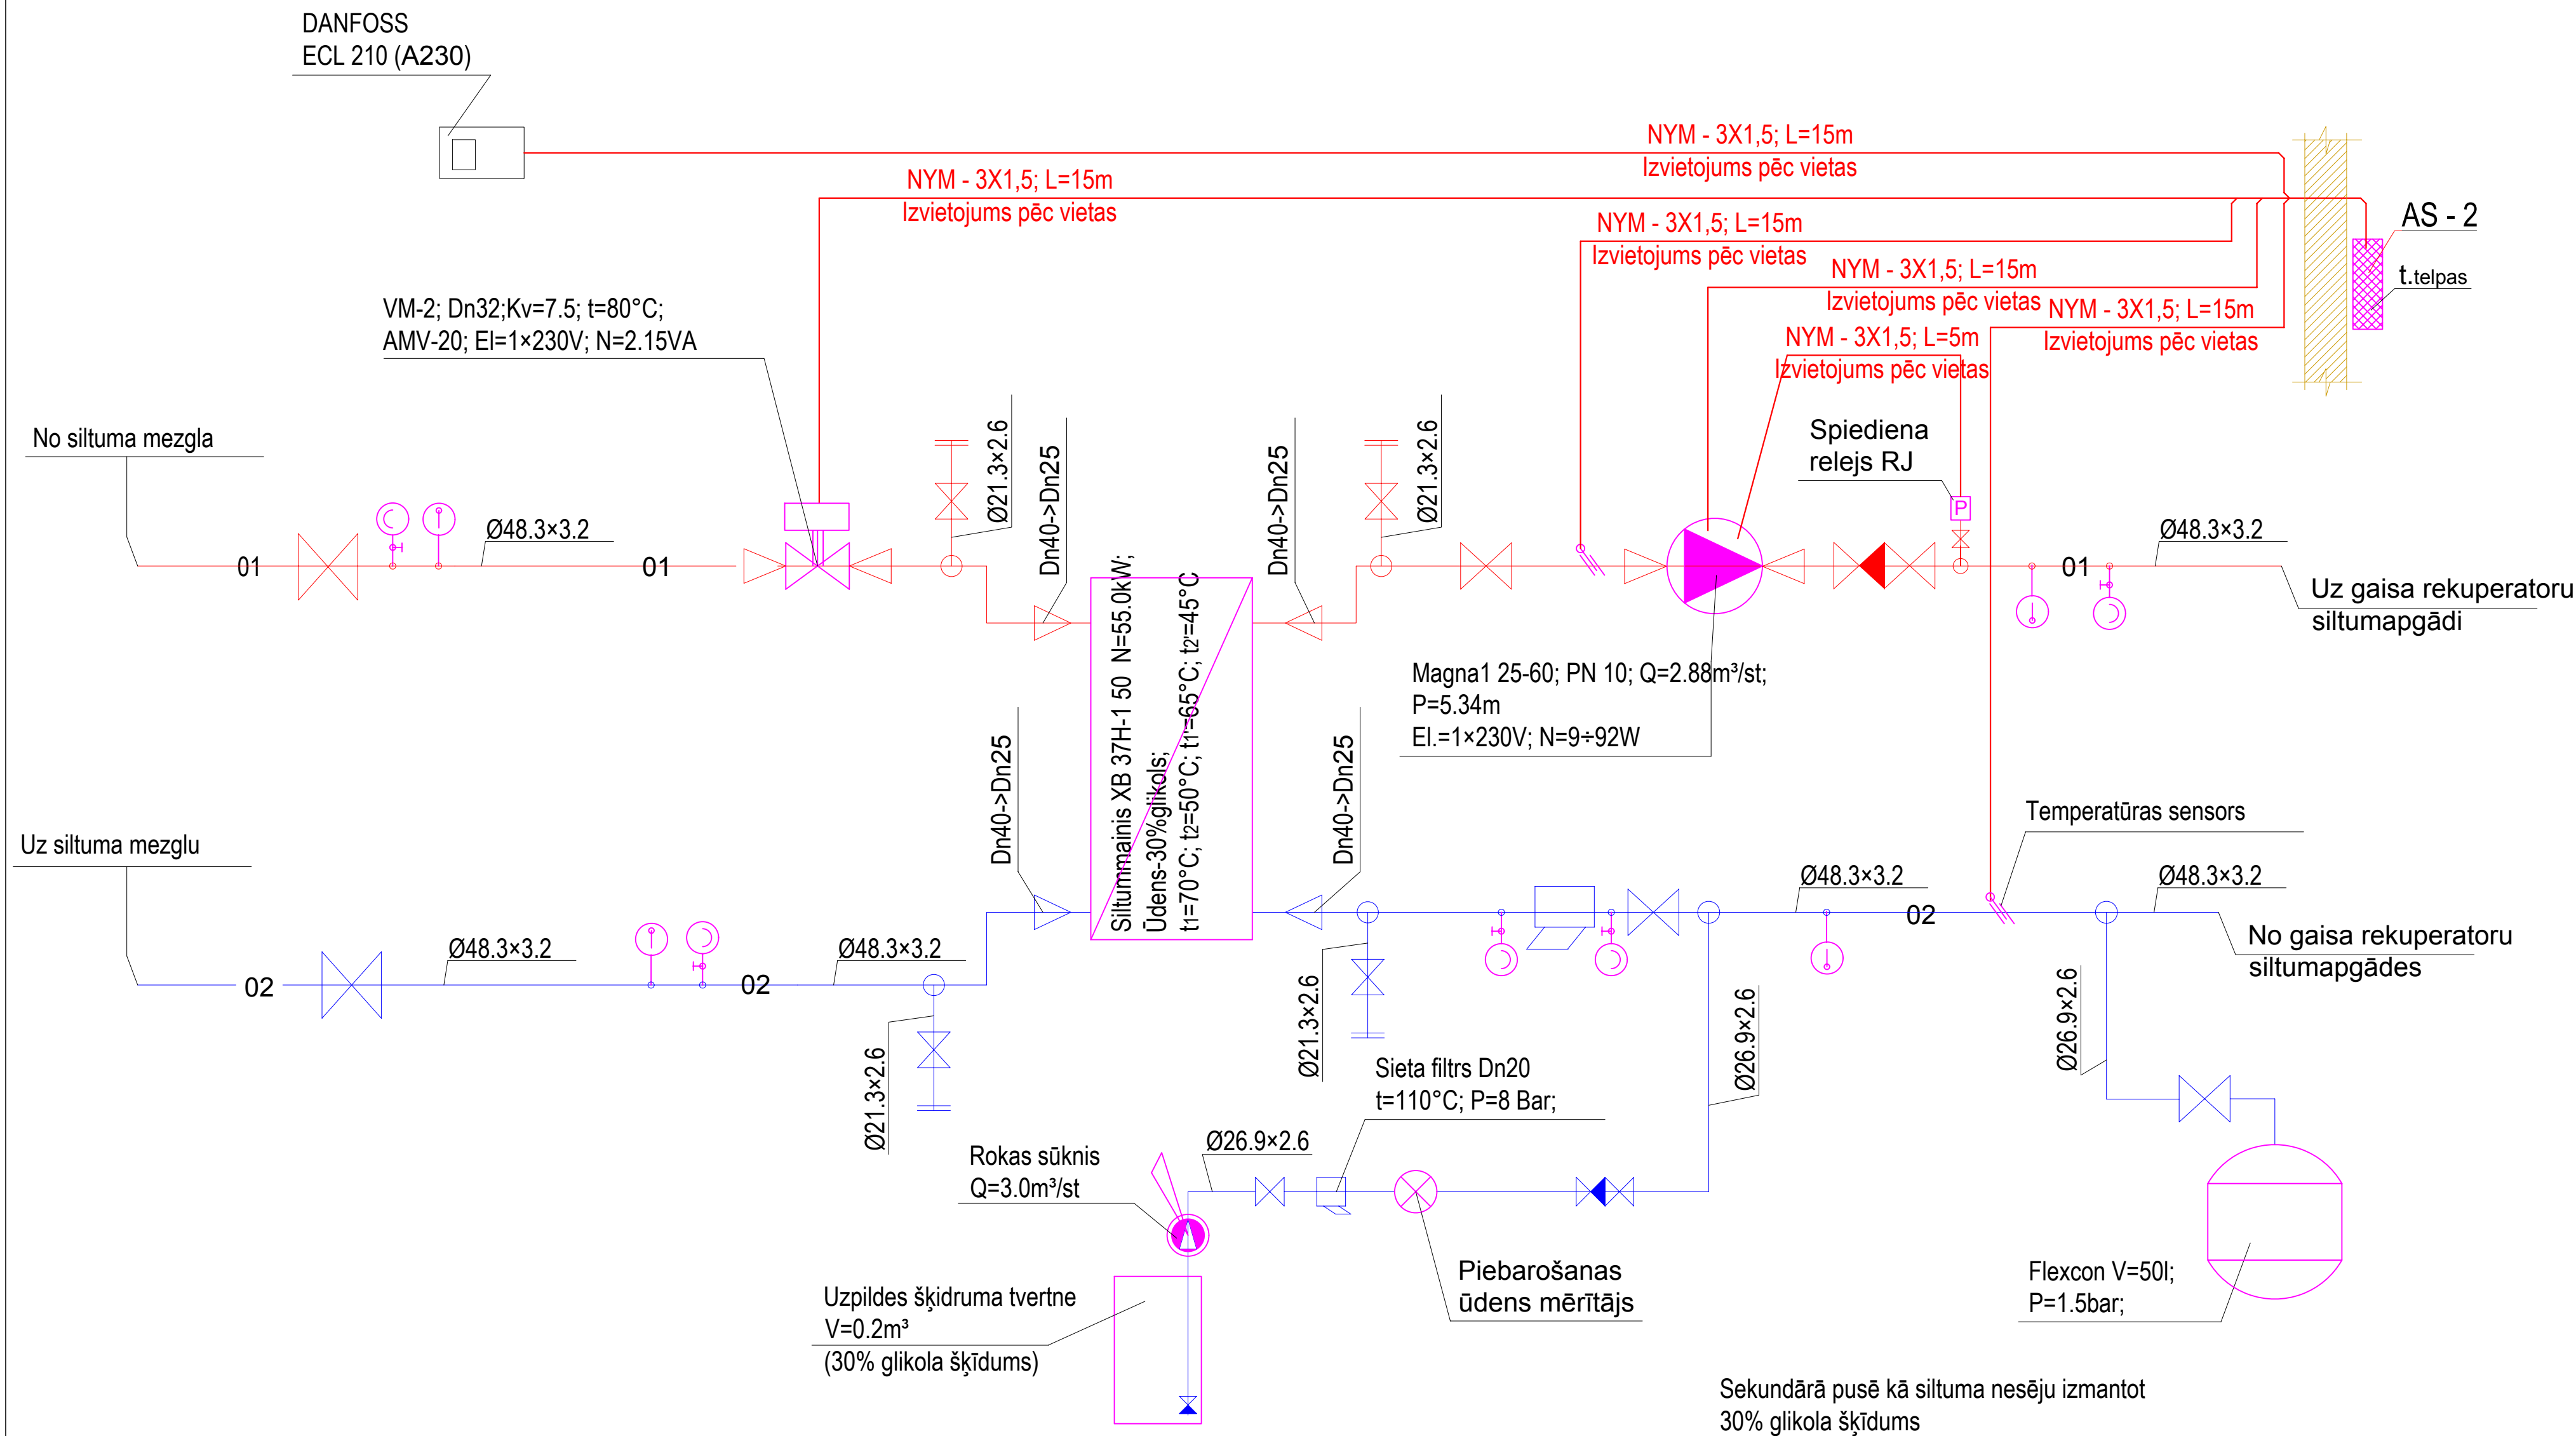 DANFOSS
ECL 210 (A230)
NYM - 3X1,5; L=15m
Izvietojums pēc vietas
NYM - 3X1,5; L=15m
Izvietojums pēc vietas
NYM - 3X1,5; L=15m
Izvietojums pēc vietas
NYM - 3X1,5; L=15m
Izvietojums pēc vietas
NYM - 3X1,5; L=15m
Izvietojums pēc vietas
NYM - 3X1,5; L=5m
Izvietojums pēc vietas
AS - 2
t.telpas
VM-2; Dn32;Kv=7.5; t=80°C;
AMV-20; El=1×230V; N=2.15VA
No siltuma mezgla
01
Ø48.3×3.2
01
Ø21.3×2.6
Dn40->Dn25
Dn40->Dn25
Ø21.3×2.6
Spiediena
relejs RJ
P
01
Ø48.3×3.2
Uz gaisa rekuperatoru
siltumapgādi
Siltummainis XB 37H-1 50 N=55.0kW;
Ūdens-30%glikols;
t1=70°C; t2=50°C; t1'=65°C; t2'=45°C
Magna1 25-60; PN 10; Q=2.88m³/st;
P=5.34m
El.=1×230V; N=9÷92W
Uz siltuma mezglu
02
Ø48.3×3.2
02
Ø48.3×3.2
Ø21.3×2.6
Dn40->Dn25
Dn40->Dn25
Ø21.3×2.6
Ø26.9×2.6
Ø48.3×3.2
02
Temperatūras sensors
Ø48.3×3.2
No gaisa rekuperatoru
siltumapgādes
Ø26.9×2.6
Sieta filtrs Dn20
t=110°C; P=8 Bar;
Rokas sūknis
Q=3.0m³/st
Ø26.9×2.6
Piebarošanas
ūdens mērītājs
Uzpildes šķidruma tvertne
V=0.2m³
(30% glikola šķīdums)
Flexcon V=50l;
P=1.5bar;
Sekundārā pusē kā siltuma nesēju izmantot
30% glikola šķīdums